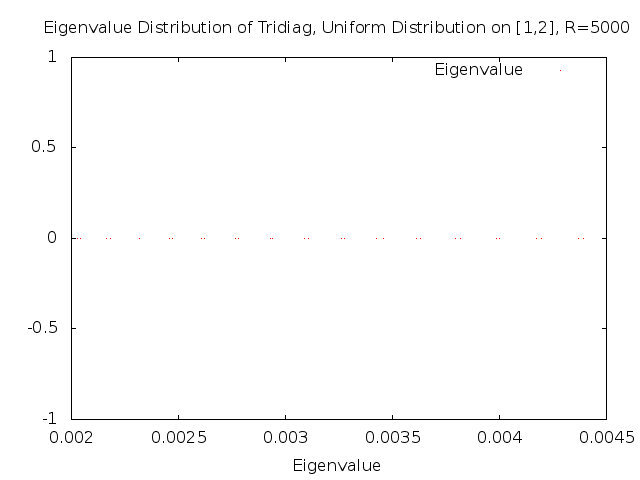 Eigenvalue Distribution of Tridiag, Uniform Distribution on [1,2], R=5000
Eigenvalue
1
0.5
0
-0.5
-1
0.002 0.0025 0.003 0.0035 0.004 0.0045
Eigenvalue